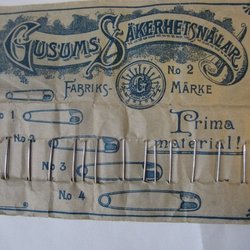 GUSUMS SÄKERHETSNÅLAR
No 2
FABRIKS- MÄRKE
No 1
Prima
material!
No 2
No 3
No 4